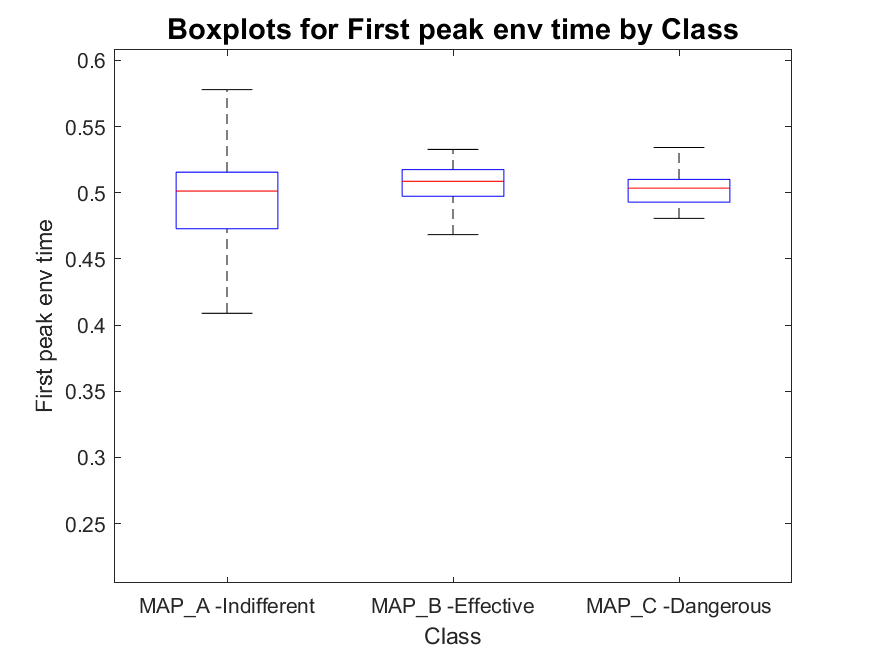 Boxplots for First peak env time by Class
0.6
0.55
0.5
0.45
0.4
0.35
0.3
0.25
First peak env time
MAP_A -Indifferent MAP_B -Effective MAP_C -Dangerous
Class